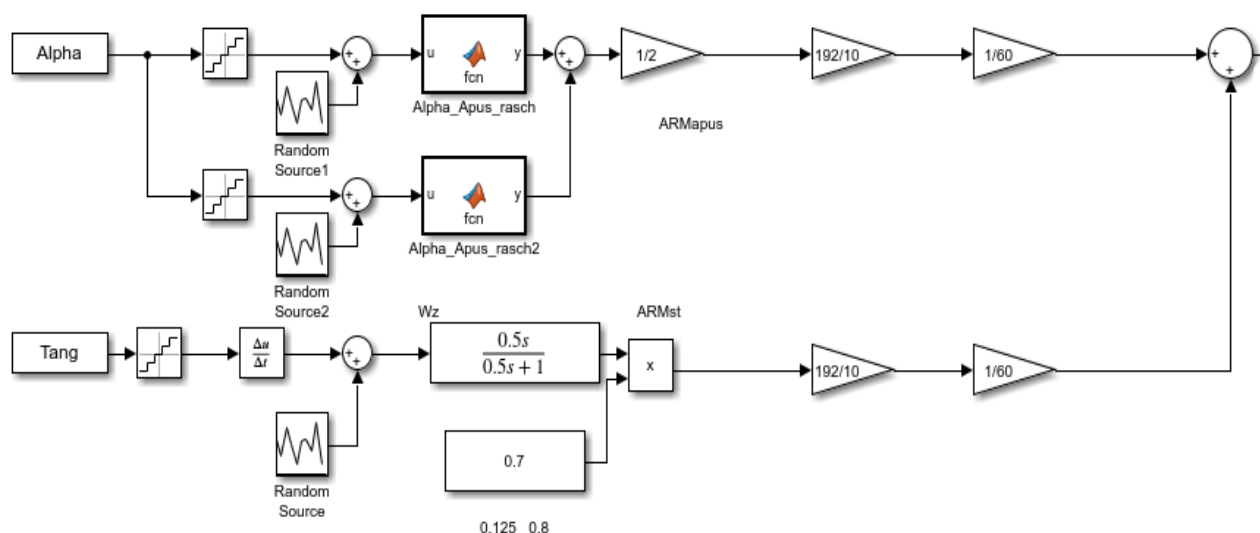 Alpha
+
+
u
fcn
y
Alpha_Apus_rasch
+
+
1/2
192/10
1/60
+
+
ARMapus
Random
Source1
+
+
u
fcn
y
Alpha_Apus_rasch2
Random
Source2
Wz
ARMst
Tang
Δu
Δt
+
+
0.5s
0.5s + 1
x
192/10
1/60
Random
Source
0.7
0.125 0.8